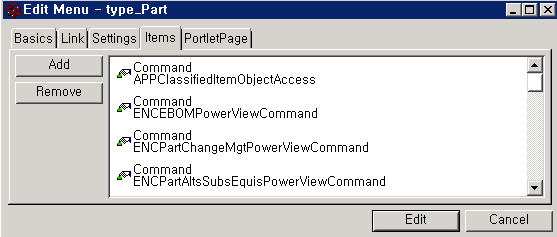 Edit Menu - type_Part
Basics Link Settings Items PortletPage
Add
Remove
Command
APPClassifiedItemObjectAccess
Command
ENCEBOMPowerViewCommand
Command
ENCPartChangeMgtPowerViewCommand
Command
ENCPartAltsSubsEquisPowerViewCommand
Edit Cancel